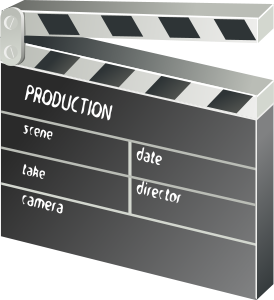 PRODUCTION
scene
date
take
director
camera